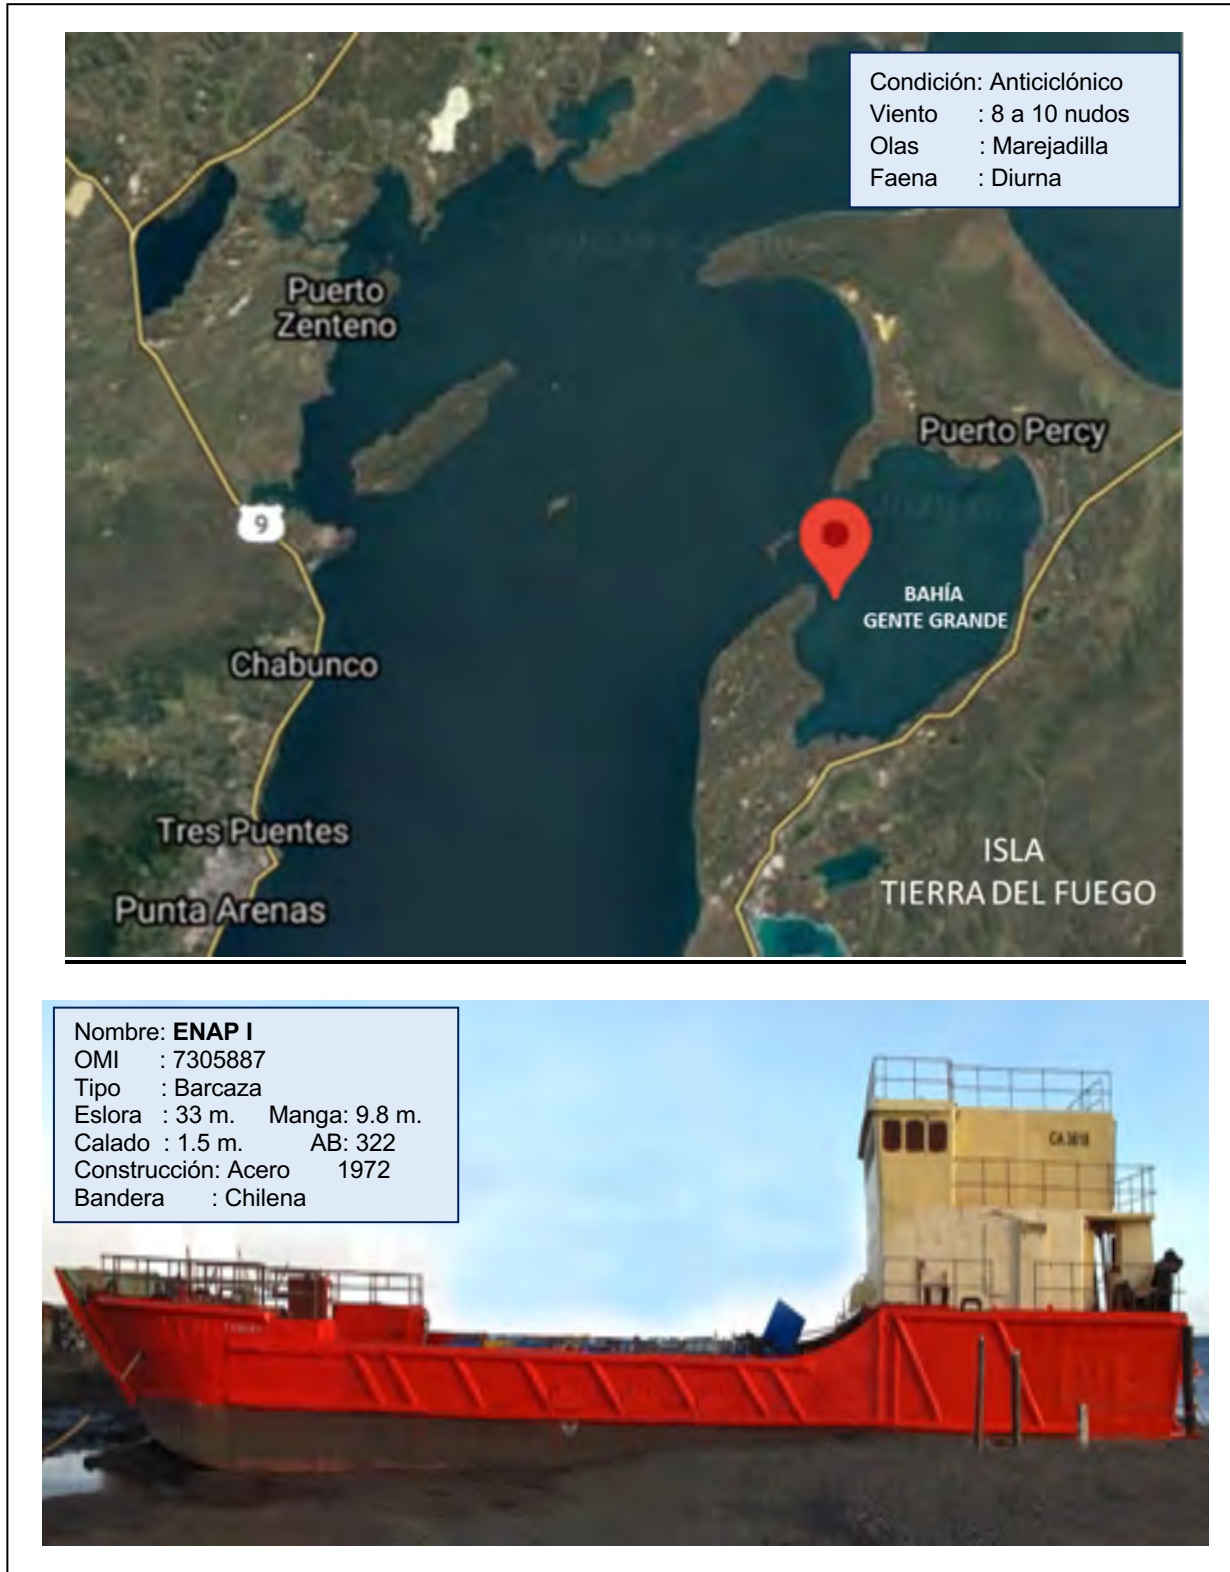 Condición: Anticiclónico
Viento : 8 a 10 nudos
Olas : Marejadilla
Faena : Diurna
Puerto
Zenteno
Puerto Percy
9
BAHÍA
GENTE GRANDE
Chabunco
Tres Puentes
Punta Arenas
ISLA
TIERRA DEL FUEGO
Nombre: ENAP I
OMI : 7305887
Tipo : Barcaza
Eslora : 33 m. Manga: 9.8 m.
Calado : 1.5 m. AB: 322
Construcción: Acero 1972
Bandera : Chilena
CA 3618